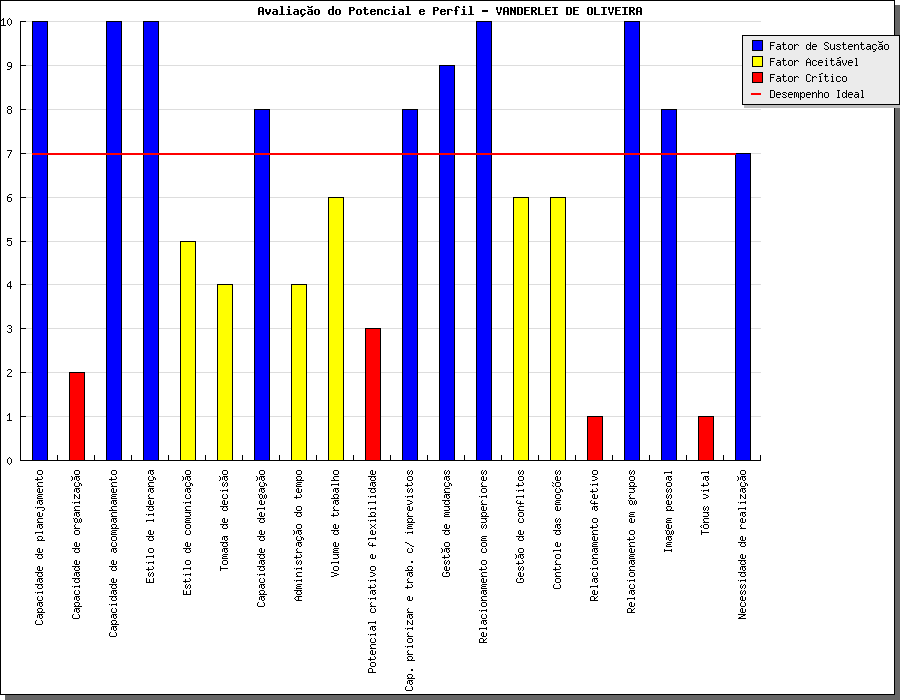 Avaliação do Potencial e Perfil - VANDERLEI DE OLIVEIRA
10
9
8
7
6
5
4
3
2
1
0
Fator de Sustentação
Fator Aceitável
Fator Crítico
Desempenho Ideal
Capacidade de planejamento
Capacidade de organização
Capacidade de acompanhamento
Estilo de liderança
Estilo de comunicação
Tomada de decisão
Capacidade de delegação
Administração do tempo
Volume de trabalho
Potencial criativo e flexibilidade
Cap. priorizar e trab. c/ imprevistos
Gestão de mudanças
Relacionamento com superiores
Gestão de conflitos
Controle das emoções
Relacionamento afetivo
Relacionamento em grupos
Imagem pessoal
Tônus vital
Necessidade de realização